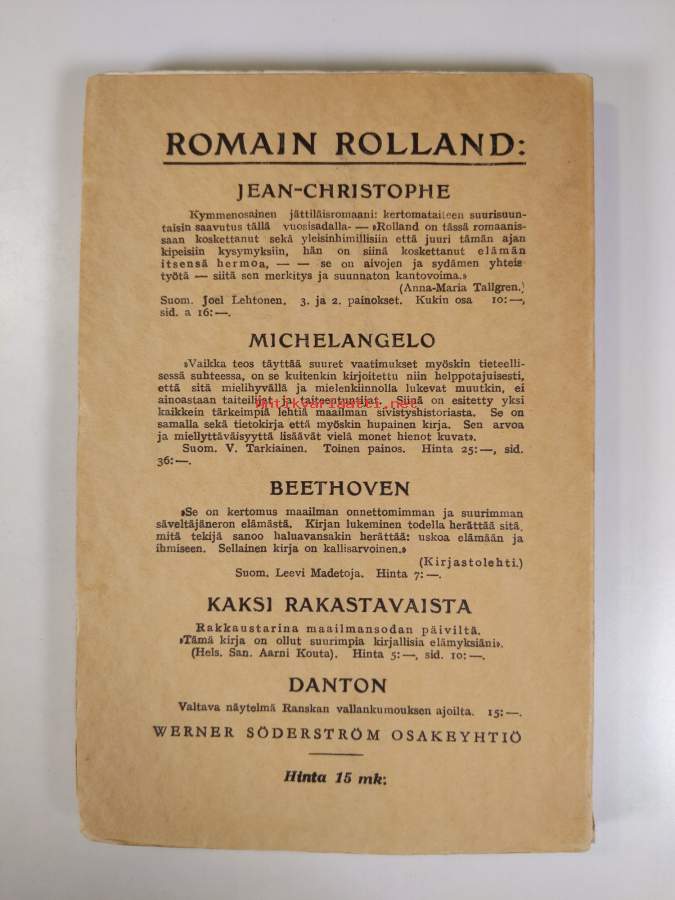 ROMAIN ROLLAND:
JEAN-CHRISTOPHE
Kymmenosainen jättiläisromaani: kertomataiteen suurisuun-
taisin saavutus tällä vuosisadalla- — »Rolland on tässä romaanis-
saan koskettanut sekä yleisinhimillisiin että juuri tämän ajan
kipeisiin kysymyksiin, hän on siinä koskettanut elämän
itsensä hermoa, — — se on aivojen ja sydämen yhteis
työtä — siitä sen merkitys ja suunnaton kantovoima.»
(Anna-Maria Tallgren.)
Suom. Joel Lehtonen. 3. ja 2. painokset. Kukin osa 10:—,
sid. a 16:—.
MICHELANGELO
»Vaikka teos täyttää suuret vaatimukset myöskin tieteelli-
sessä suhteessa, on se kuitenkin kirjoitettu niin helppotajuisesti,
että sitä mielihyvällä ja mielenkiinnolla lukevat muutkin, ei
ainoastaan taiteilijat ja taiteentuntijat. Siinä on esitetty yksi
antikvariaatti.net
kaikkein tärkeimpiä lehtiä maailman sivistyshistoriasta. Se on
samalla sekä tietokirja että myöskin hupainen kirja. Sen arvoa
ja miellyttäväisyyttä lisäävät vielä monet hienot kuvat».
Suom. V. Tarkiainen. Toinen painos. Hinta 25:—, sid.
36:—.
BEETHOVEN
»Se on kertomus maailman onnettomimman ja suurimman
säveltäjäneron elämästä. Kirjan lukeminen todella herättää sitä,
mitä tekijä sanoo haluavansakin herättää: uskoa elämään ja
ihmiseen. Sellainen kirja on kallisarvoinen.»
(Kirjastolehti.)
Suom. Leevi Madetoja. Hinta 7:—.
KAKSI RAKASTAVAISTA
Rakkaustarina maailmansodan päiviltä.
»Tämä kirja on ollut suurimpia kirjallisia elämyksiäni».
(Hels. San. Aarni Kouta). Hinta 5:—, sid. 10:—.
DANTON
Valtava näytelmä Ranskan vallankumouksen ajoilta. 15:—.
WERNER SÖDERSTRÖM OSAKEYHTIÖ
Hinta 15 mk: